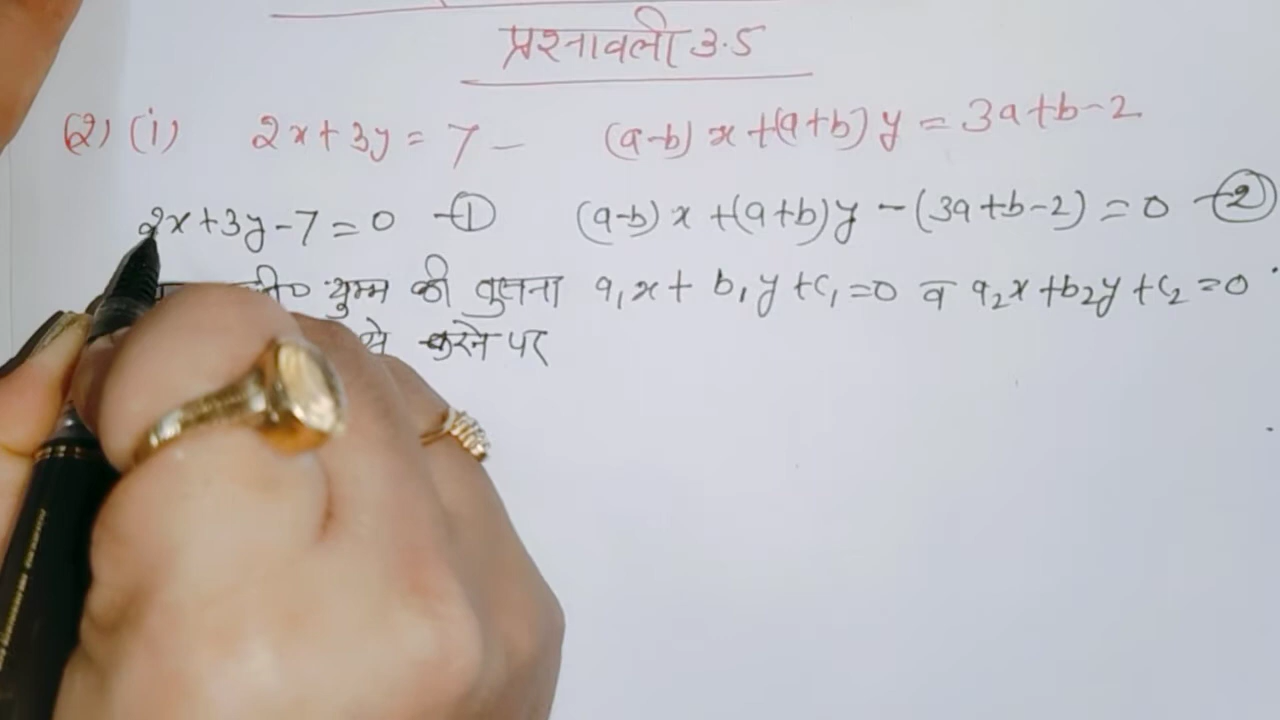 प्रश्नावली 3.5
(2) (i) 2x + 3y = 7 - (a-b) x + (a+b) y = 3a+b-2
2x+3y-7=0 -① (a-b) x + (a+b) y - (3a+b-2) = 0 -②
युग्म की तुलना a₁x + b₁y + c₁ = 0 व a₂x + b₂y + c₂ = 0
से करने पर